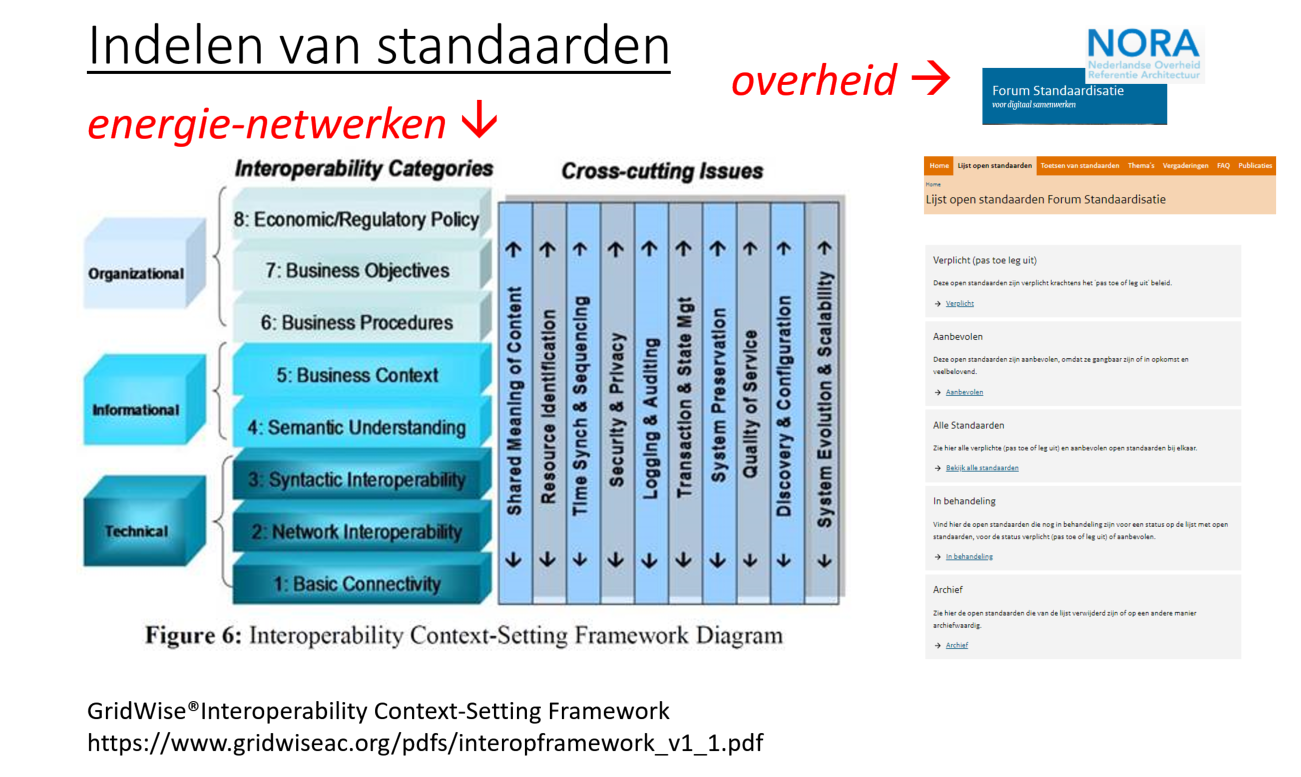 Indelen van standaarden
overheid →
NORA
Nederlandse Overheid
Referentie Architectuur
Forum Standaardisatie
voor digitaal samenwerken
energie-netwerken ↓
Interoperability Categories
Cross-cutting Issues
Organizational
8: Economic/Regulatory Policy
7: Business Objectives
6: Business Procedures
Informational
5: Business Context
4: Semantic Understanding
Technical
3: Syntactic Interoperability
2: Network Interoperability
1: Basic Connectivity
Shared Meaning of Content
Resource Identification
Time Synch & Sequencing
Security & Privacy
Logging & Auditing
Transaction & State Mgt
System Preservation
Quality of Service
Discovery & Configuration
System Evolution & Scalability
Figure 6: Interoperability Context-Setting Framework Diagram
GridWise®Interoperability Context-Setting Framework
https://www.gridwiseac.org/pdfs/interopframework_v1_1.pdf
Home Lijst open standaarden Toetsen van standaarden Thema's Vergaderingen FAQ Publicaties
Home
Lijst open standaarden Forum Standaardisatie
Verplicht (pas toe leg uit)
Deze open standaarden zijn verplicht krachtens het 'pas toe of leg uit' beleid.
→ Verplicht
Aanbevolen
Deze open standaarden zijn aanbevolen, omdat ze gangbaar zijn of in opkomst en
veelbelovend.
→ Aanbevolen
Alle Standaarden
Zie hier alle verplichte (pas toe of leg uit) en aanbevolen open standaarden bij elkaar.
→ Bekijk alle standaarden
In behandeling
Vind hier de open standaarden die nog in behandeling zijn voor een status op de lijst met open
standaarden, voor de status verplicht (pas toe of leg uit) of aanbevolen.
→ In behandeling
Archief
Zie hier de open standaarden die van de lijst verwijderd zijn of op een andere manier
archiefwaardig.
→ Archief